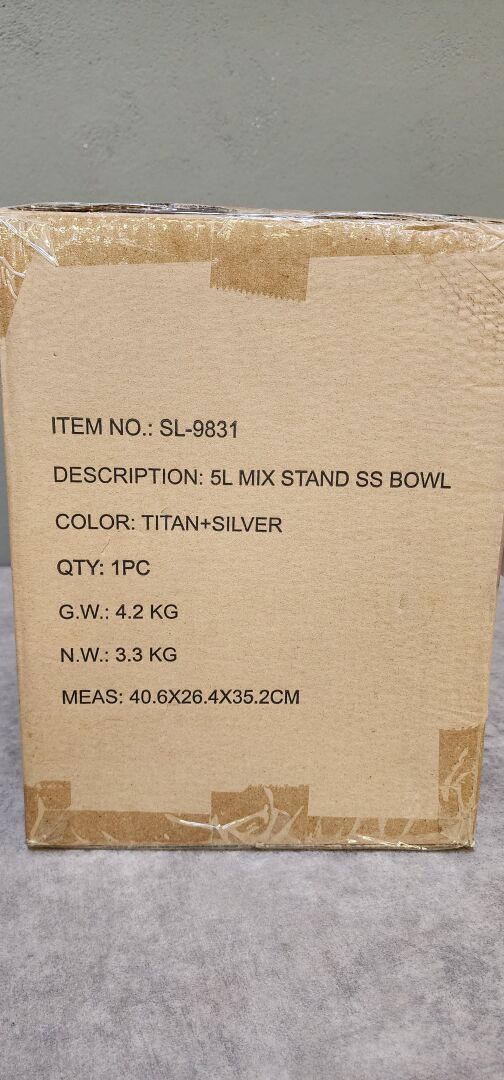 ITEM NO.: SL-9831
DESCRIPTION: 5L MIX STAND SS BOWL
COLOR: TITAN+SILVER
QTY: 1PC
G.W.: 4.2 KG
N.W.: 3.3 KG
MEAS: 40.6X26.4X35.2CM